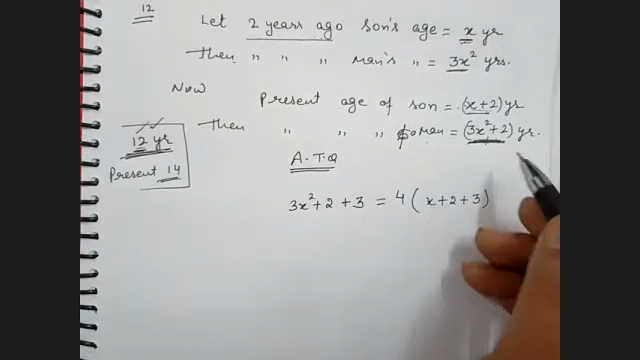 12
Let 2 years ago son's age = x yr
Then " " " Man's " = 3x² yrs.
Now
Present age of son = (x+2) yr
Then " " " Man = (3x²+2) yr.
12 yr
Present 14
A.T.Q
3x²+2+3 = 4(x+2+3)